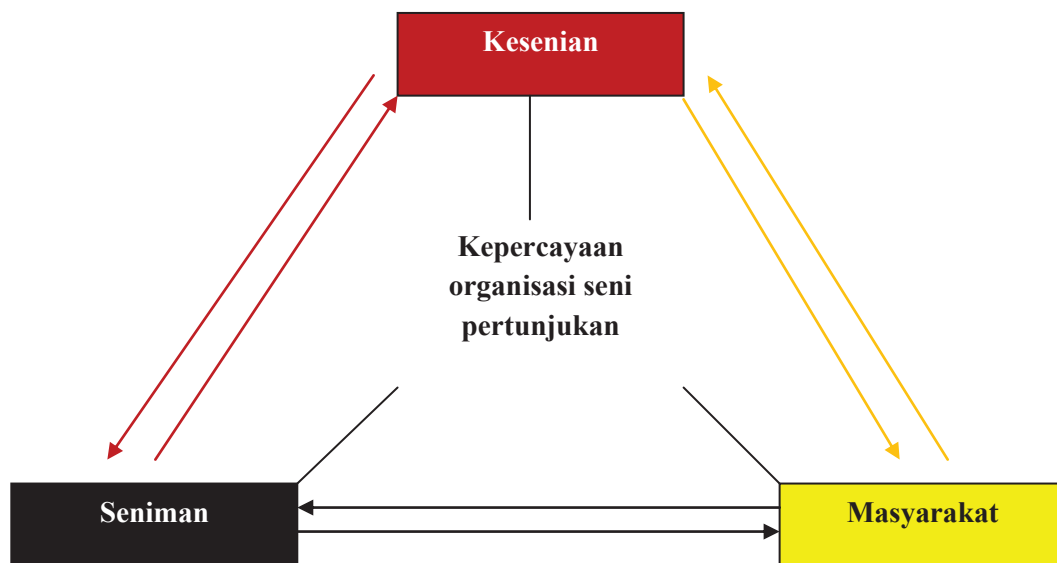 Kesenian
Kepercayaan
organisasi seni
pertunjukan
Seniman
Masyarakat